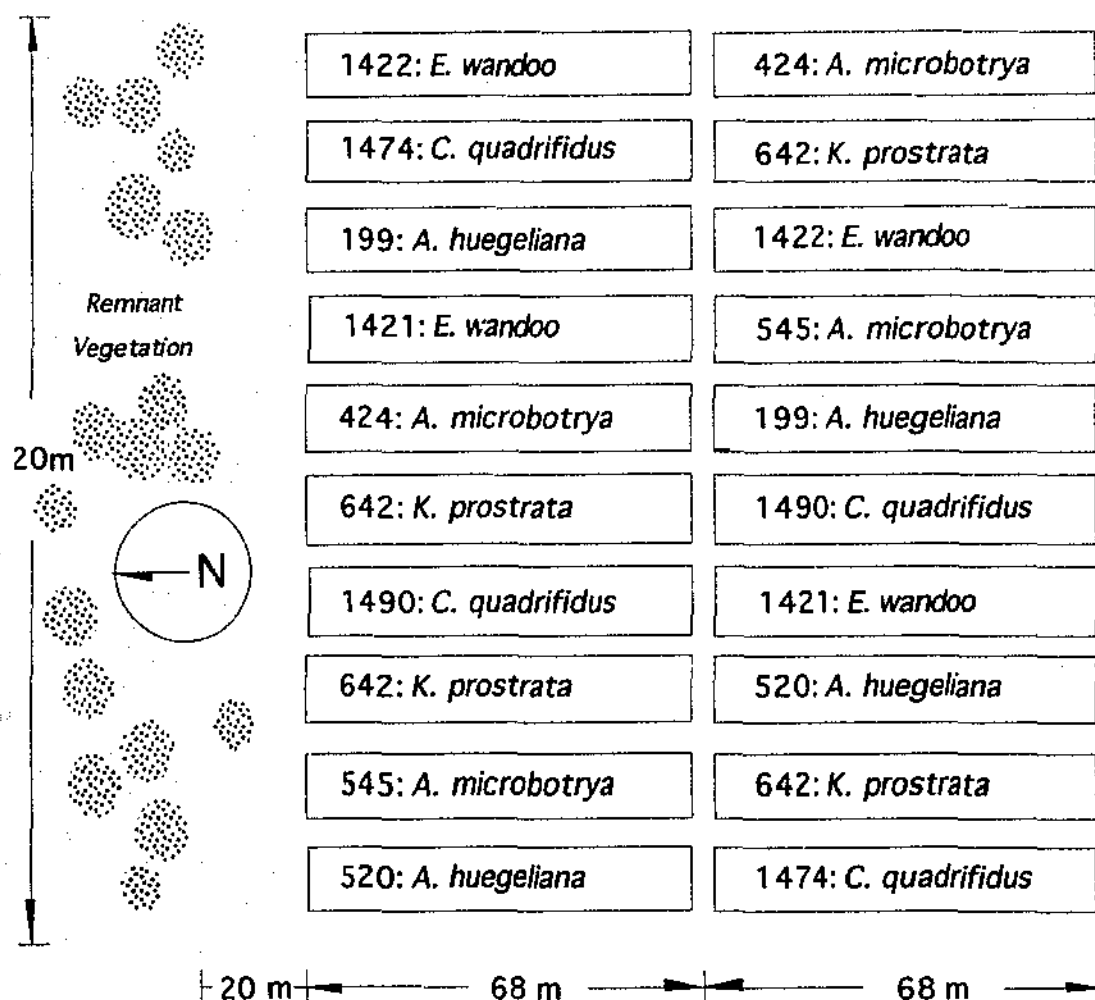 1422: E. wandoo
424: A. microbotrya
1474: C. quadrifidus
642: K. prostrata
199: A. huegeliana
1422: E. wandoo
Remnant
Vegetation
1421: E. wandoo
545: A. microbotrya
424: A. microbotrya
199: A. huegeliana
20m
642: K. prostrata
1490: C. quadrifidus
N
1490: C. quadrifidus
1421: E. wandoo
642: K. prostrata
520: A. huegeliana
545: A. microbotrya
642: K. prostrata
520: A. huegeliana
1474: C. quadrifidus
20 m
68 m
68 m